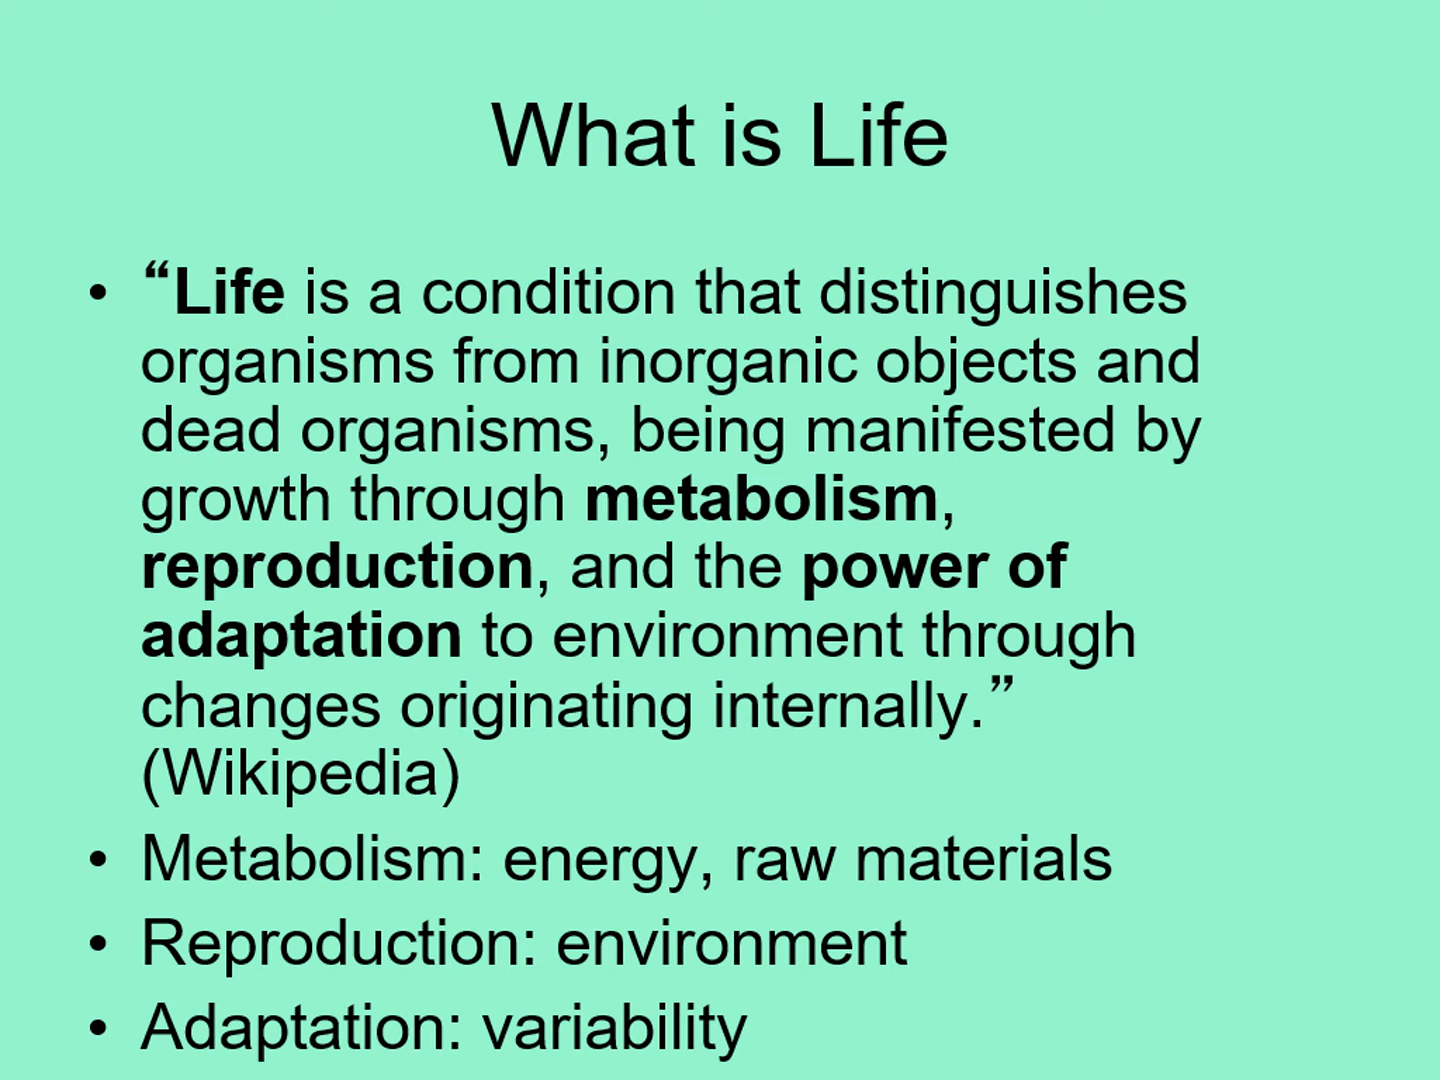 What is Life
• “Life is a condition that distinguishes
organisms from inorganic objects and
dead organisms, being manifested by
growth through metabolism,
reproduction, and the power of
adaptation to environment through
changes originating internally.”
(Wikipedia)
• Metabolism: energy, raw materials
• Reproduction: environment
• Adaptation: variability